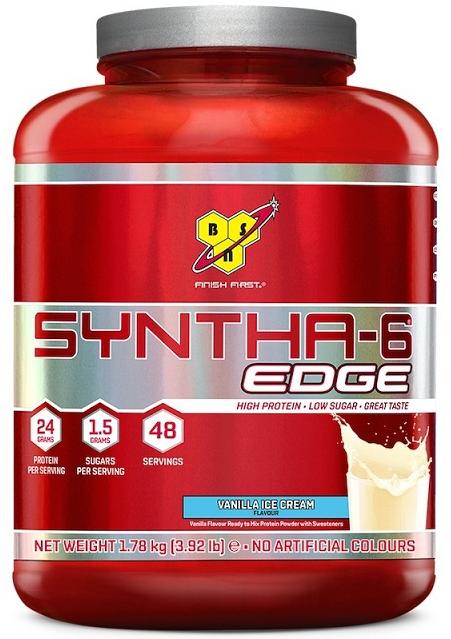 B S
N
FINISH FIRST.®
SYNTHA-6
EDGE
HIGH PROTEIN • LOW SUGAR • GREAT TASTE
24
GRAMS
PROTEIN
PER SERVING
1.5
GRAMS
SUGARS
PER SERVING
48
SERVINGS
VANILLA ICE CREAM
FLAVOUR
Vanilla Flavour Ready to Mix Protein Powder with Sweeteners
NET WEIGHT 1.78 kg (3.92 lb) ℮ • NO ARTIFICIAL COLOURS